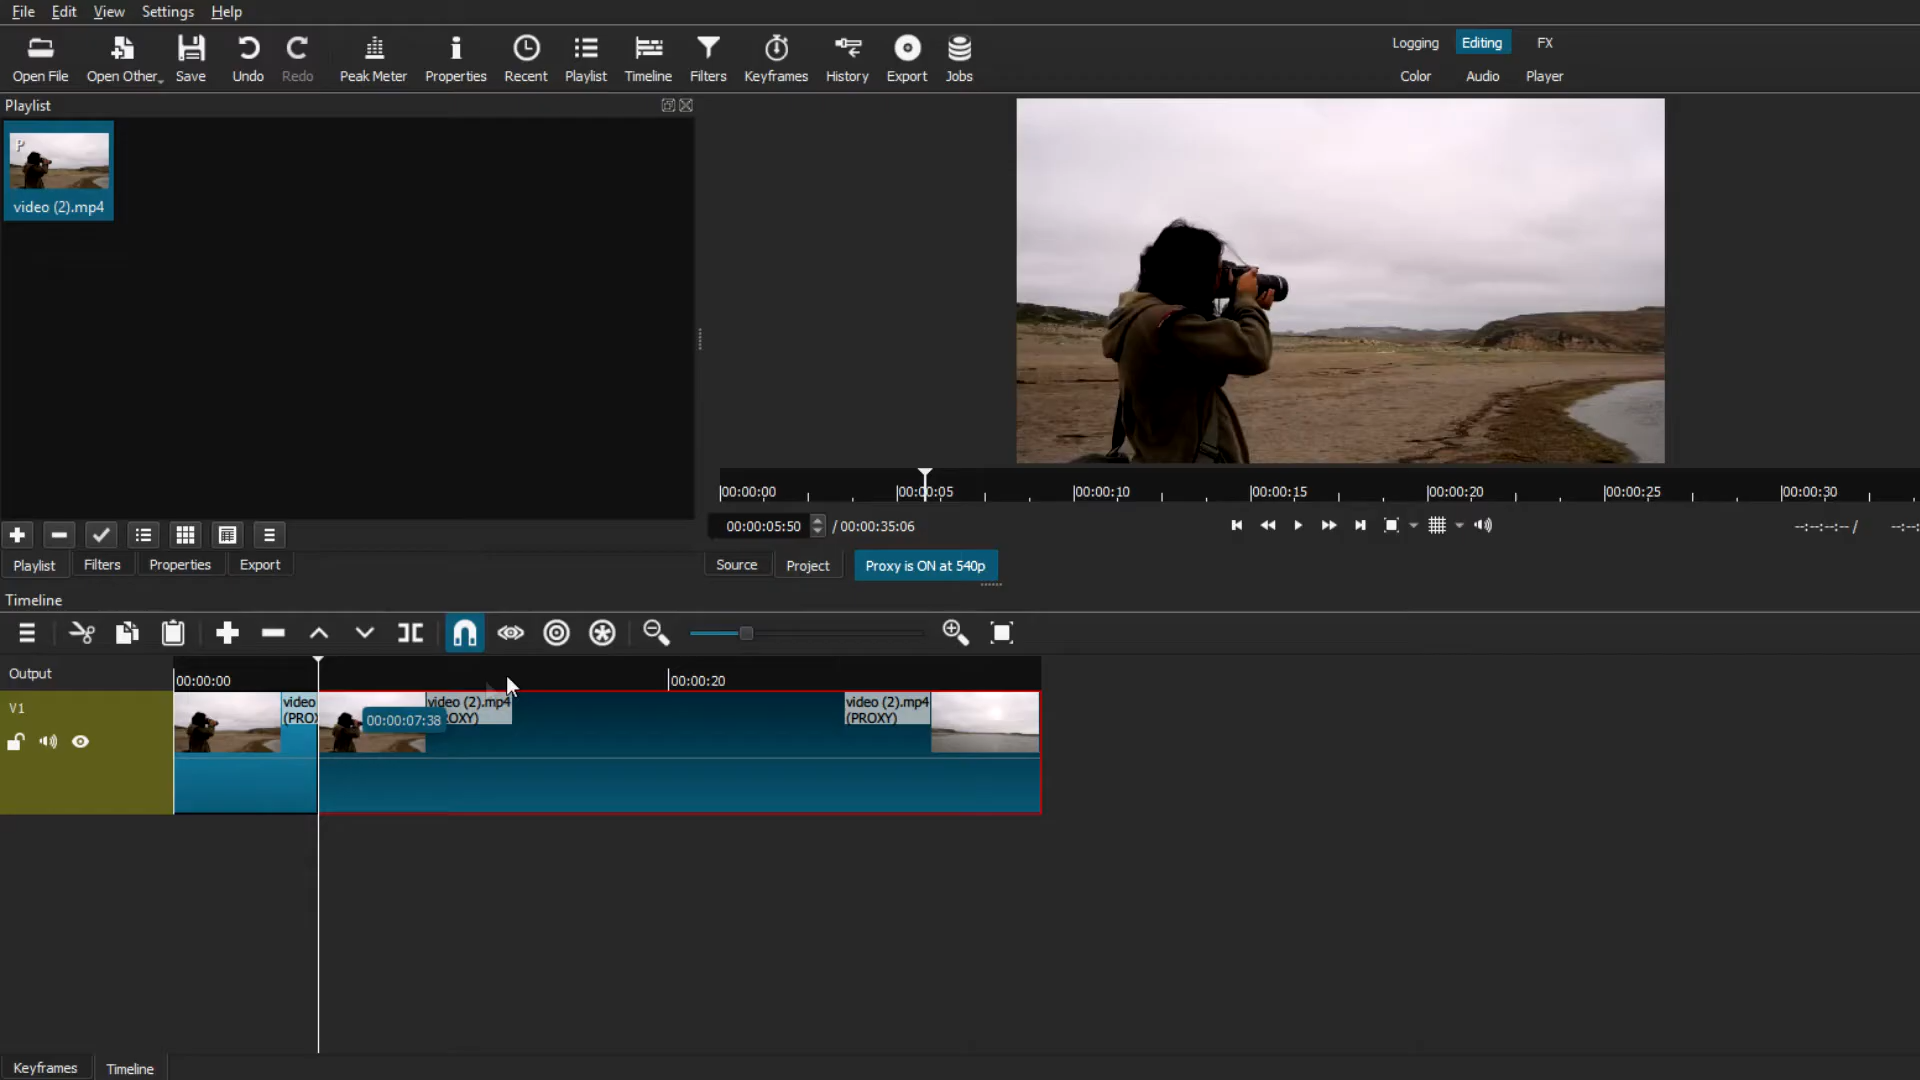 File Edit View Settings Help
Open File Open Other Save Undo Redo Peak Meter Properties Recent Playlist Timeline Filters Keyframes History Export Jobs
Logging Editing FX
Color Audio Player
Playlist
P
video (2).mp4
|00:00:00 |00:00:05 |00:00:10 |00:00:15 |00:00:20 |00:00:25 |00:00:30
00:00:05:50 / 00:00:35:06
--:--:--:-- /
Playlist Filters Properties Export
Source Project Proxy is ON at 540p
Timeline
Output
00:00:00 |00:00:20
V1
video
(PROX
video (2).mp4
OXY)
00:00:07:38
video (2).mp4
(PROXY)
Keyframes Timeline